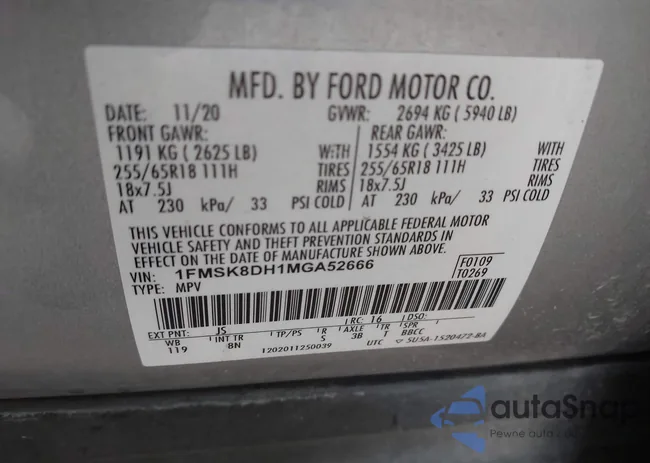 MFD. BY FORD MOTOR CO.
DATE: 11/20 GVWR: 2694 KG ( 5940 LB)
FRONT GAWR: REAR GAWR:
1191 KG ( 2625 LB) WITH 1554 KG ( 3425 LB) WITH
255/65R18 111H TIRES 255/65R18 111H TIRES
18x7.5J RIMS 18x7.5J RIMS
AT 230 kPa/ 33 PSI COLD AT 230 kPa/ 33 PSI COLD
THIS VEHICLE CONFORMS TO ALL APPLICABLE FEDERAL MOTOR
VEHICLE SAFETY AND THEFT PREVENTION STANDARDS IN
EFFECT ON THE DATE OF MANUFACTURE SHOWN ABOVE.
VIN: 1FMSK8DH1MGA52666 F0109
TYPE: MPV T0269
EXT PNT: JS RC: 16 DSO:
WB INT TR TP/PS R AXLE TR SPR
119 8N S 3B T BBCC
1202011250039 UTC 5U5A-1520472-BA
autaSnap
Pewne auto i do